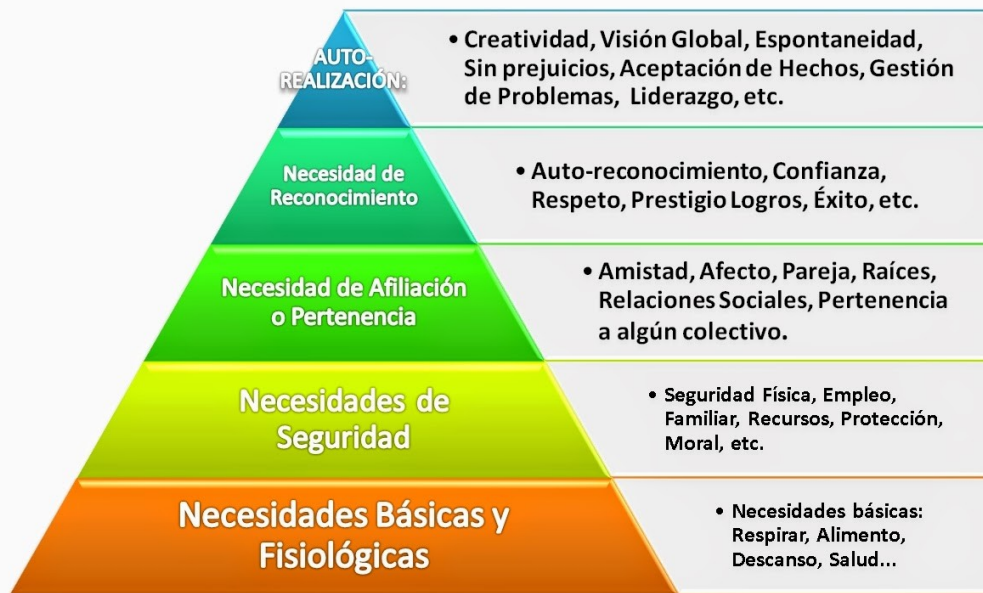 AUTO-
REALIZACIÓN:
• Creatividad, Visión Global, Espontaneidad,
Sin prejuicios, Aceptación de Hechos, Gestión
de Problemas, Liderazgo, etc.
Necesidad de
Reconocimiento
• Auto-reconocimiento, Confianza,
Respeto, Prestigio Logros, Éxito, etc.
Necesidad de Afiliación
o Pertenencia
• Amistad, Afecto, Pareja, Raíces,
Relaciones Sociales, Pertenencia
a algún colectivo.
Necesidades de
Seguridad
• Seguridad Física, Empleo,
Familiar, Recursos, Protección,
Moral, etc.
Necesidades Básicas y
Fisiológicas
• Necesidades básicas:
Respirar, Alimento,
Descanso, Salud...